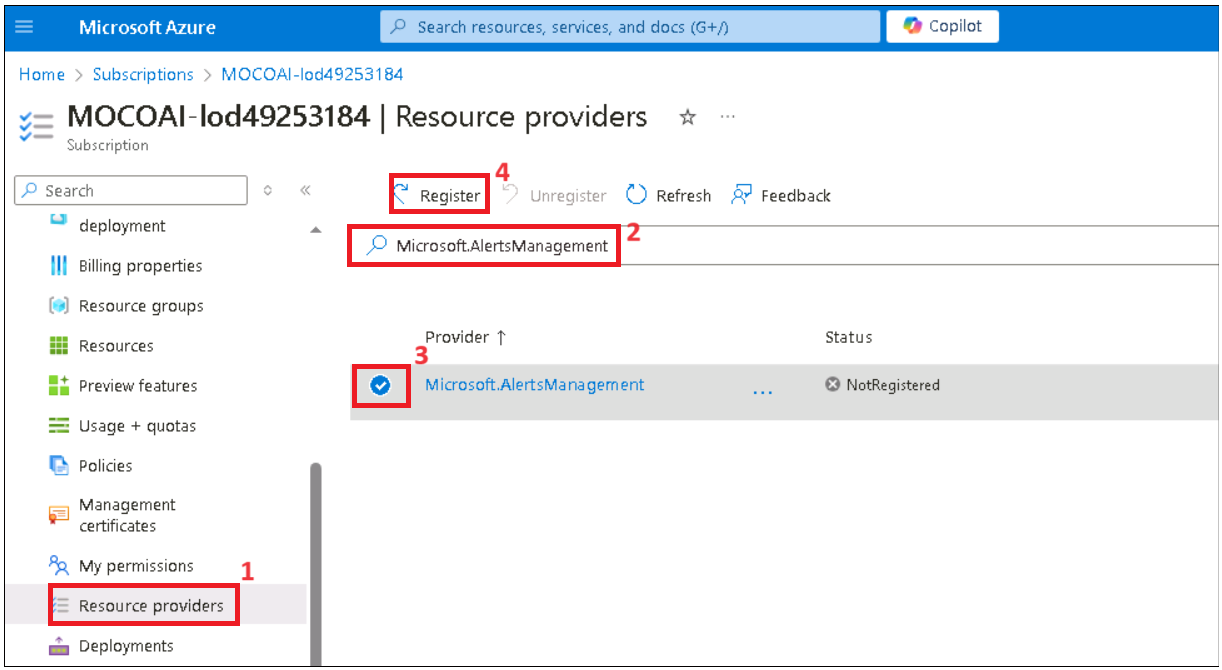 Microsoft Azure
Search resources, services, and docs (G+/)
Copilot
Home > Subscriptions > MOCOAI-lod49253184
MOCOAI-lod49253184 | Resource providers
Subscription
Search
4
Register
Unregister
Refresh
Feedback
2
Microsoft.AlertsManagement
deployment
Billing properties
Resource groups
Resources
Preview features
Usage + quotas
Policies
Management
certificates
My permissions
1
Resource providers
Deployments
Provider ↑
Status
3
Microsoft.AlertsManagement
...
NotRegistered